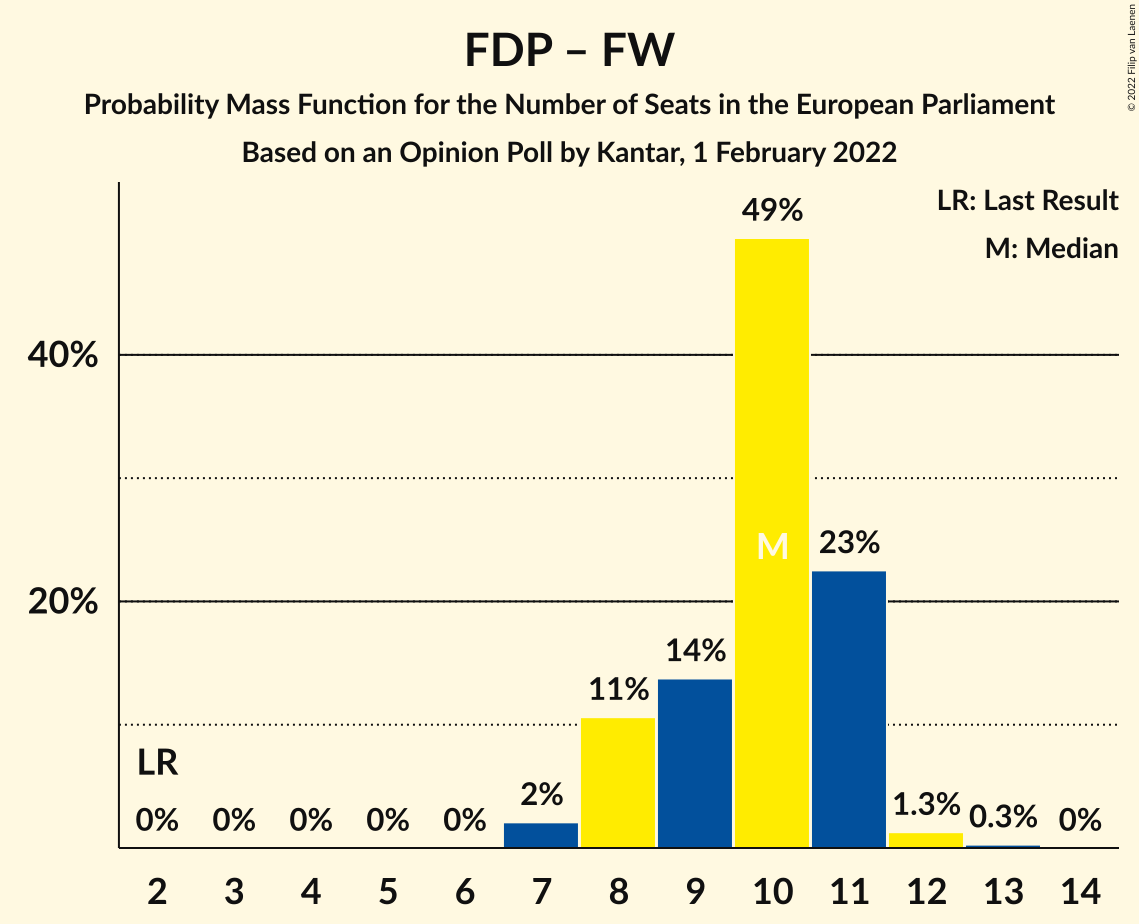 FDP – FW
Probability Mass Function for the Number of Seats in the European Parliament
Based on an Opinion Poll by Kantar, 1 February 2022
© 2022 Filip van Laenen
LR: Last Result
M: Median
49%
40%
M
23%
20%
14%
11%
LR
2%
1.3%
0.3%
0% 0% 0% 0% 0% 0%
2 3 4 5 6 7 8 9 10 11 12 13 14